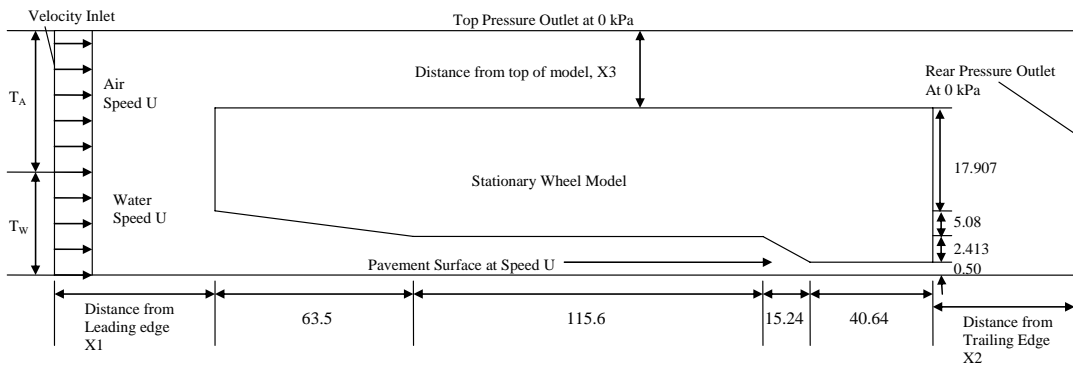 Velocity Inlet
Top Pressure Outlet at 0 kPa
Distance from top of model, X3
Rear Pressure Outlet
At 0 kPa
TA
Air
Speed U
17.907
Stationary Wheel Model
Water
Speed U
TW
5.08
2.413
Pavement Surface at Speed U
0.50
Distance from
Leading edge
X1
63.5
115.6
15.24
40.64
Distance from
Trailing Edge
X2